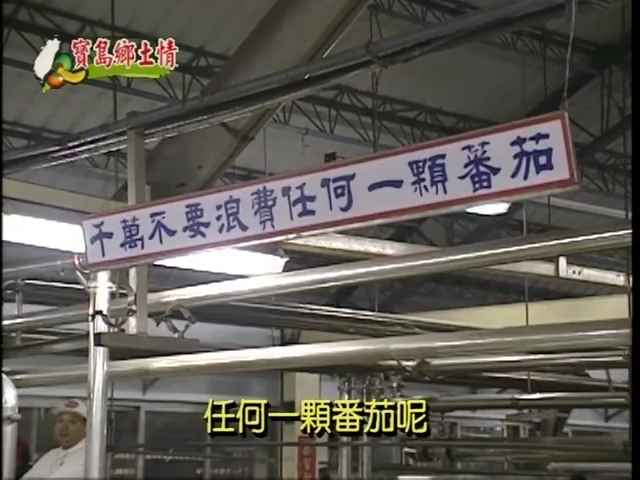 寶島鄉土情
千萬不要浪費任何一顆蕃茄
任何一顆番茄呢